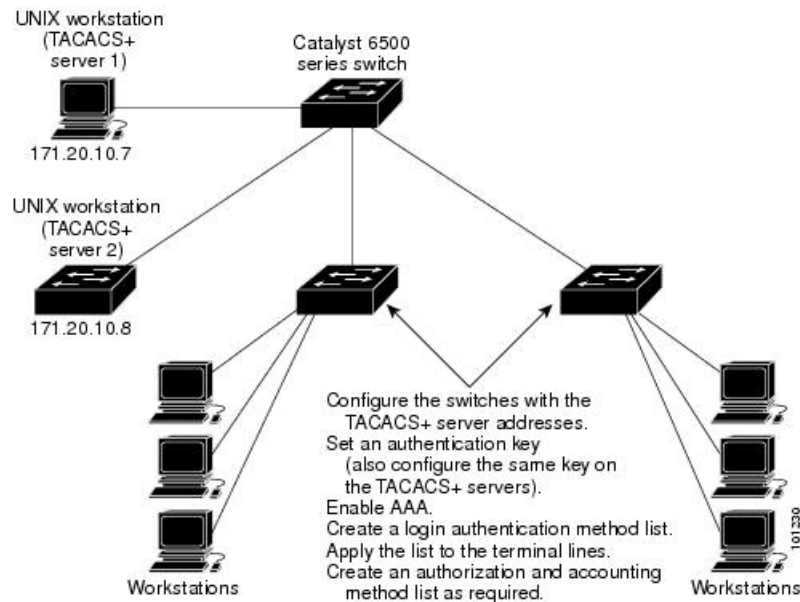 UNIX workstation
(TACACS+
server 1)
Catalyst 6500
series switch
171.20.10.7
UNIX workstation
(TACACS+
server 2)
171.20.10.8
Configure the switches with the
TACACS+ server addresses.
Set an authentication key
(also configure the same key on
the TACACS+ servers).
Enable AAA.
Create a login authentication method list.
Apply the list to the terminal lines.
Create an authorization and accounting
method list as required.
Workstations
Workstations
101230